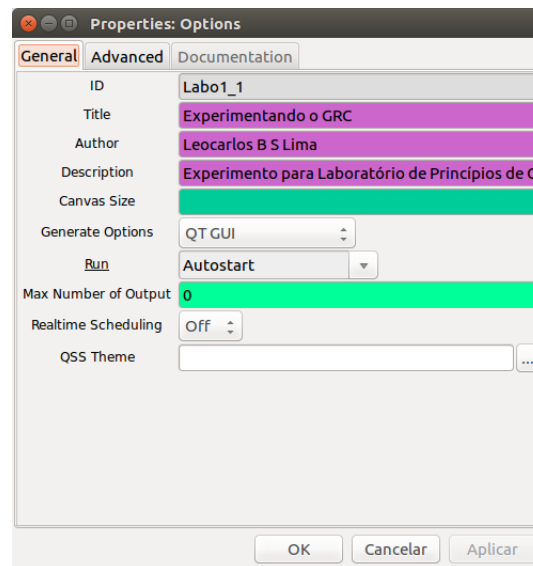 Properties: Options
General Advanced Documentation
ID Labo1_1
Title Experimentando o GRC
Author Leocarlos B S Lima
Description Experimento para Laboratório de Princípios de
Canvas Size
Generate Options QT GUI
Run Autostart
Max Number of Output 0
Realtime Scheduling Off
QSS Theme ...
OK Cancelar Aplicar